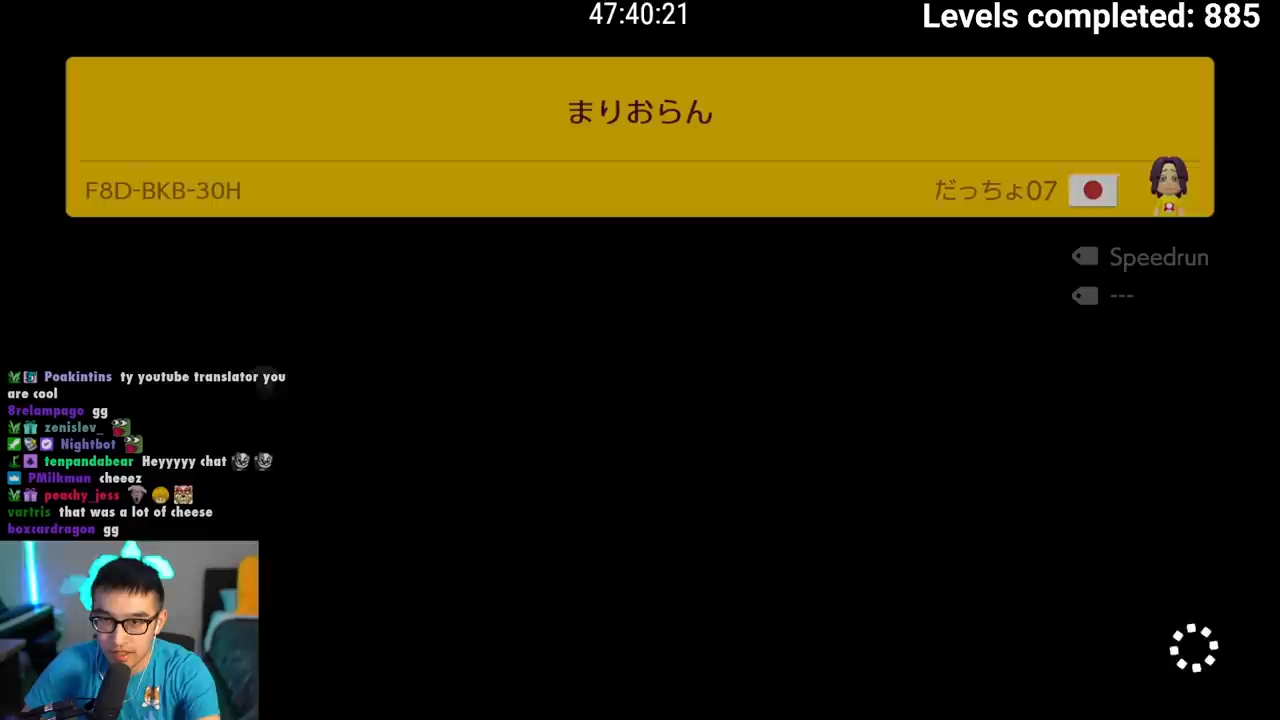 47:40:21
Levels completed: 885
まりおらん
F8D-BKB-30H
だっちょ07
Speedrun
---
Poakintins ty youtube translator you
are cool
8relampago gg
zenislev_
Nightbot
tenpandabear Heyyyyy chat
PMilkman cheeez
peachy_jess
vartris that was a lot of cheese
boxcardragon gg